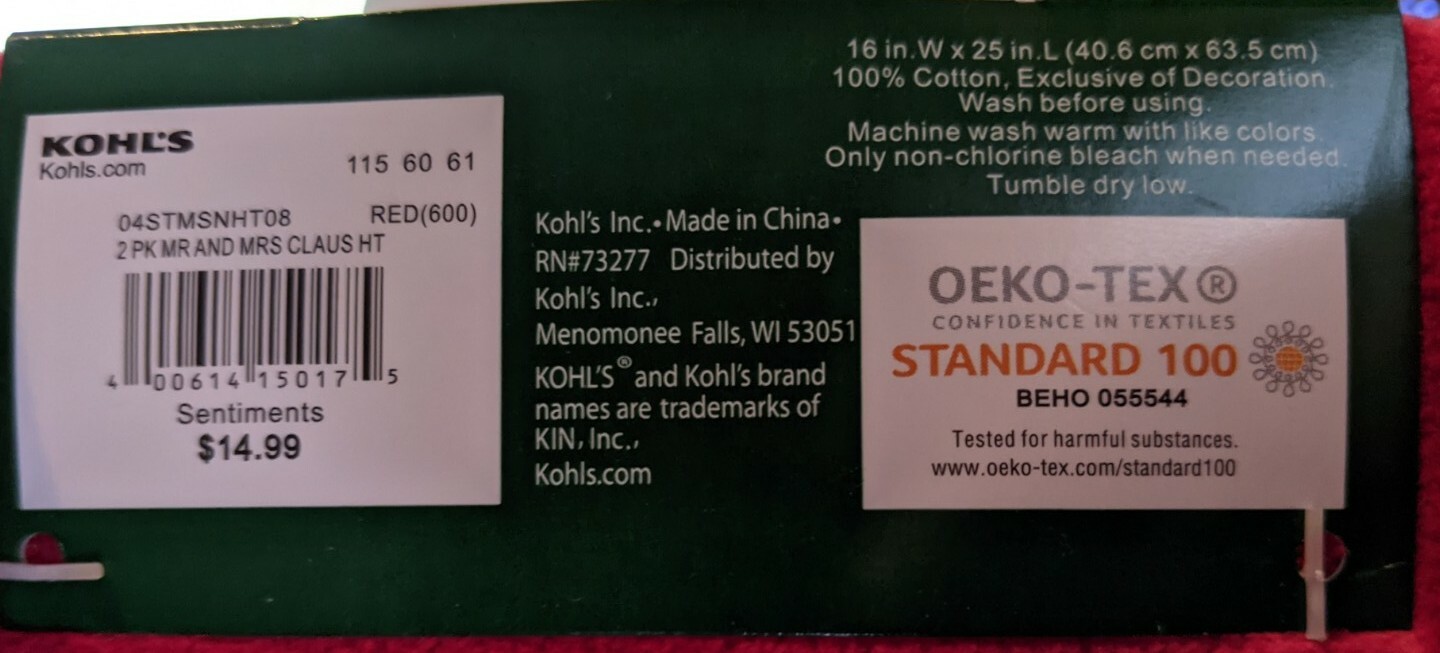 KOHL'S
Kohls.com
115 60 61
04STMSNHT08 RED(600)
2 PK MR AND MRS CLAUS HT
4 00614 15017 5
Sentiments
$14.99
Kohl's Inc.• Made in China•
RN#73277 Distributed by
Kohl's Inc.,
Menomonee Falls, WI 53051
KOHL'S® and Kohl's brand
names are trademarks of
KIN, Inc.,
Kohls.com
16 in.W x 25 in.L (40.6 cm x 63.5 cm)
100% Cotton, Exclusive of Decoration.
Wash before using.
Machine wash warm with like colors.
Only non-chlorine bleach when needed.
Tumble dry low.
OEKO-TEX®
CONFIDENCE IN TEXTILES
STANDARD 100
BEHO 055544
Tested for harmful substances.
www.oeko-tex.com/standard100